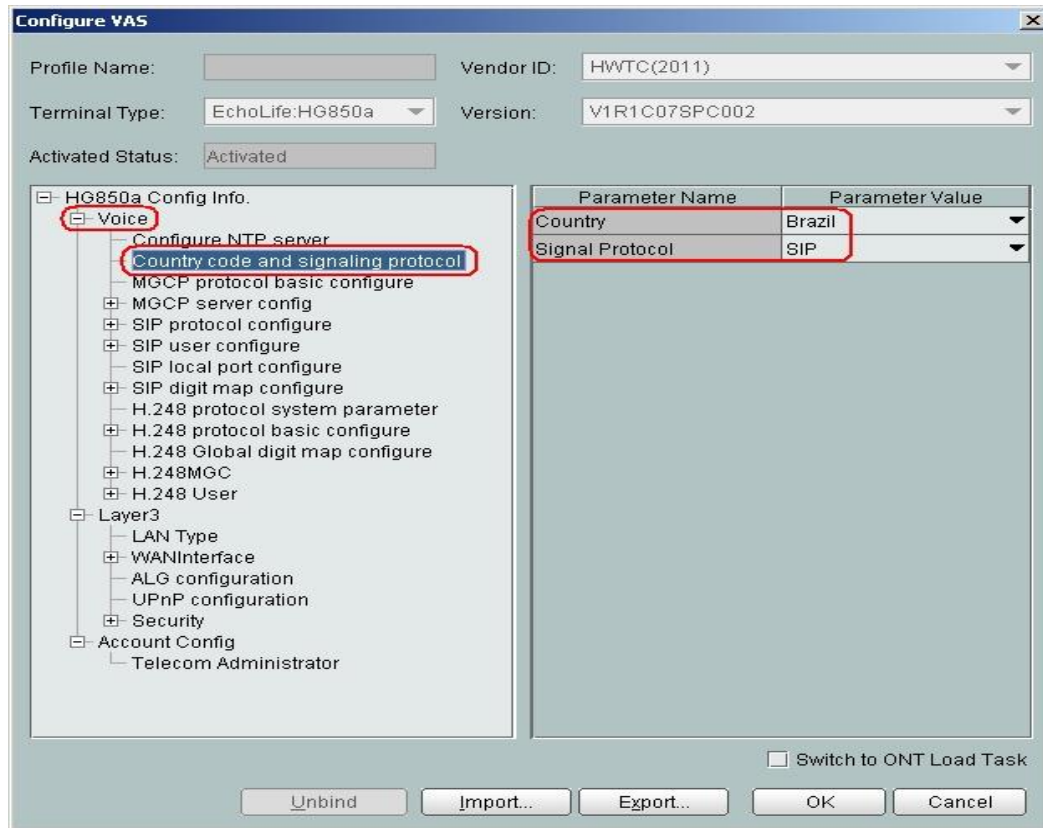 Configure VAS
Profile Name:
Vendor ID: HWTC(2011)
Terminal Type: EchoLife:HG850a
Version: V1R1C07SPC002
Activated Status: Activated
HG850a Config Info.
Voice
Configure NTP server
Country code and signaling protocol
MGCP protocol basic configure
MGCP server config
SIP protocol configure
SIP user configure
SIP local port configure
SIP digit map configure
H.248 protocol system parameter
H.248 protocol basic configure
H.248 Global digit map configure
H.248MGC
H.248 User
Layer3
LAN Type
WANInterface
ALG configuration
UPnP configuration
Security
Account Config
Telecom Administrator
Parameter Name Parameter Value
Country Brazil
Signal Protocol SIP
Switch to ONT Load Task
Unbind Import... Export... OK Cancel